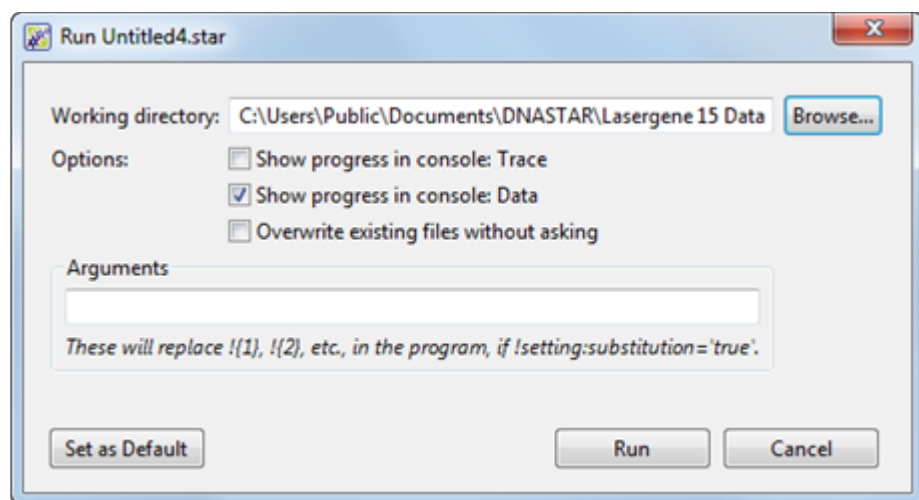 Run Untitled4.star
Working directory: C:\Users\Public\Documents\DNASTAR\Lasergene 15 Data Browse...
Options: Show progress in console: Trace
Show progress in console: Data
Overwrite existing files without asking
Arguments
These will replace !{1}, !{2}, etc., in the program, if !setting:substitution='true'.
Set as Default Run Cancel